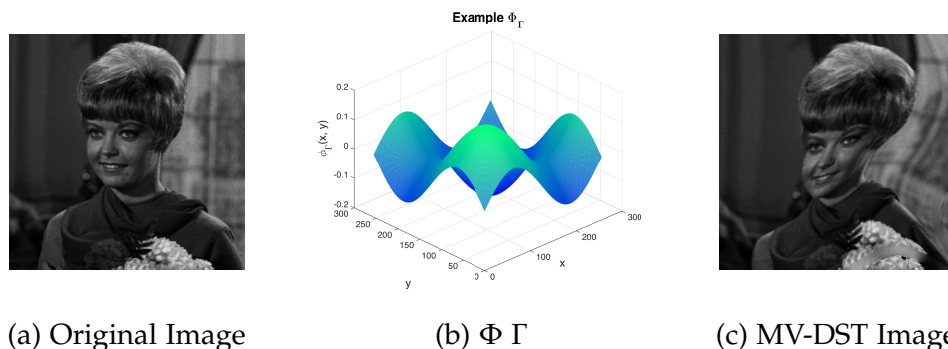 Example Φ_Γ
0.2
0.1
0
-0.1
-0.2
ϕ_Γ(x, y)
300
250
200
150
100
50
0
y
0
100
200
300
x
(a) Original Image
(b) Φ Γ
(c) MV-DST Image